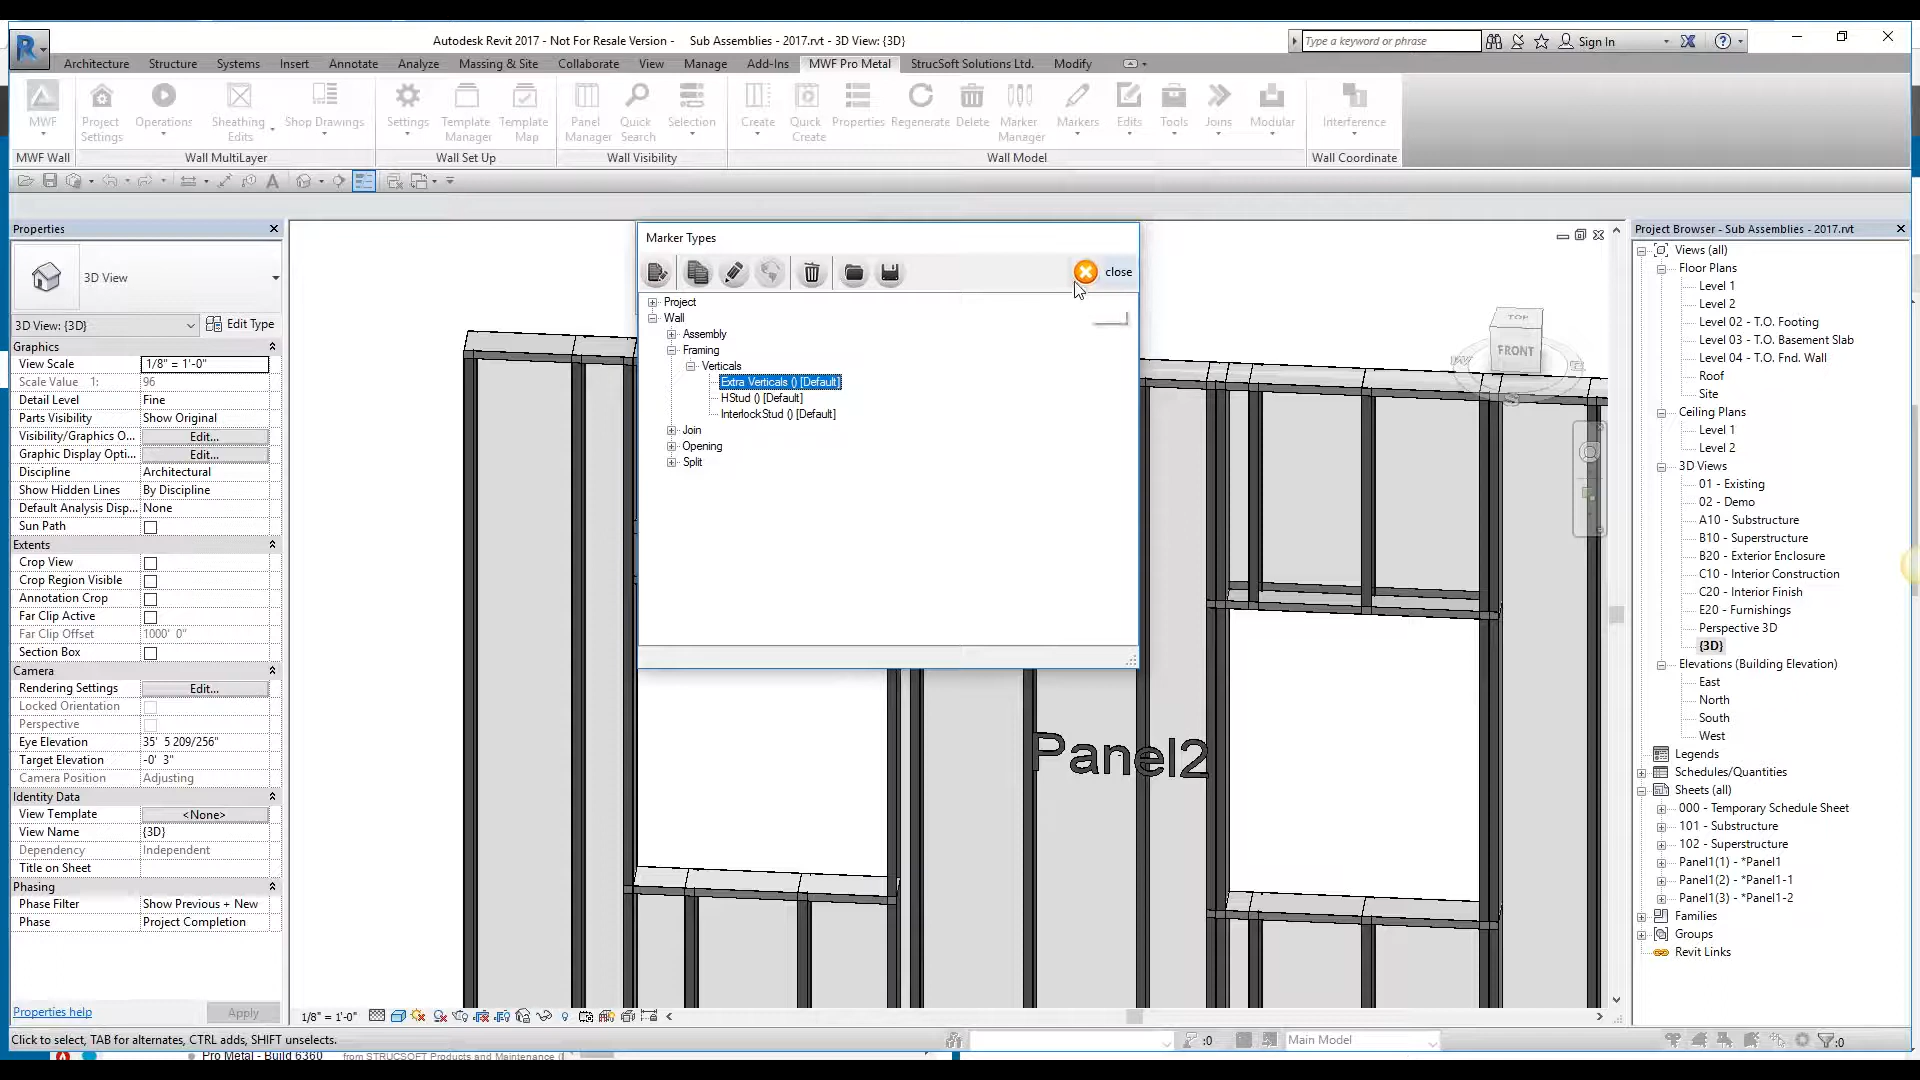 Autodesk Revit 2017 - Not For Resale Version - Sub Assemblies - 2017.rvt - 3D View: {3D}
Type a keyword or phrase
Sign In
Architecture Structure Systems Insert Annotate Analyze Massing & Site Collaborate View Manage Add-Ins MWF Pro Metal StrucSoft Solutions Ltd. Modify
MWF
Project Settings
Operations
Sheathing Edits
Shop Drawings
Settings
Template Manager
Template Map
Panel Manager
Quick Search
Selection
Create
Quick Create
Properties
Regenerate
Delete
Marker Manager
Markers
Edits
Tools
Joins
Modular
Interference
MWF Wall
Wall MultiLayer
Wall Set Up
Wall Visibility
Wall Model
Wall Coordinate
Properties
3D View
3D View: {3D}
Edit Type
Graphics
View Scale 1/8" = 1'-0"
Scale Value 1: 96
Detail Level Fine
Parts Visibility Show Original
Visibility/Graphics O... Edit...
Graphic Display Opti... Edit...
Discipline Architectural
Show Hidden Lines By Discipline
Default Analysis Disp... None
Sun Path
Extents
Crop View
Crop Region Visible
Annotation Crop
Far Clip Active
Far Clip Offset 1000' 0"
Section Box
Camera
Rendering Settings Edit...
Locked Orientation
Perspective
Eye Elevation 35' 5 209/256"
Target Elevation -0' 3"
Camera Position Adjusting
Identity Data
View Template <None>
View Name {3D}
Dependency Independent
Title on Sheet
Phasing
Phase Filter Show Previous + New
Phase Project Completion
Properties help
Apply
Marker Types
close
Project
Wall
Assembly
Framing
Verticals
Extra Verticals () [Default]
HStud () [Default]
InterlockStud () [Default]
Join
Opening
Split
Panel2
TOP
FRONT
W
E
S
Project Browser - Sub Assemblies - 2017.rvt
Views (all)
Floor Plans
Level 1
Level 2
Level 02 - T.O. Footing
Level 03 - T.O. Basement Slab
Level 04 - T.O. Fnd. Wall
Roof
Site
Ceiling Plans
Level 1
Level 2
3D Views
01 - Existing
02 - Demo
A10 - Substructure
B10 - Superstructure
B20 - Exterior Enclosure
C10 - Interior Construction
C20 - Interior Finish
E20 - Furnishings
Perspective 3D
{3D}
Elevations (Building Elevation)
East
North
South
West
Legends
Schedules/Quantities
Sheets (all)
000 - Temporary Schedule Sheet
101 - Substructure
102 - Superstructure
Panel1(1) - *Panel1
Panel1(2) - *Panel1-1
Panel1(3) - *Panel1-2
Families
Groups
Revit Links
1/8" = 1'-0"
Click to select, TAB for alternates, CTRL adds, SHIFT unselects.
:0
Main Model
:0
Pro Metal - Build 6360 from STRUCSOFT Products and Maintenance (